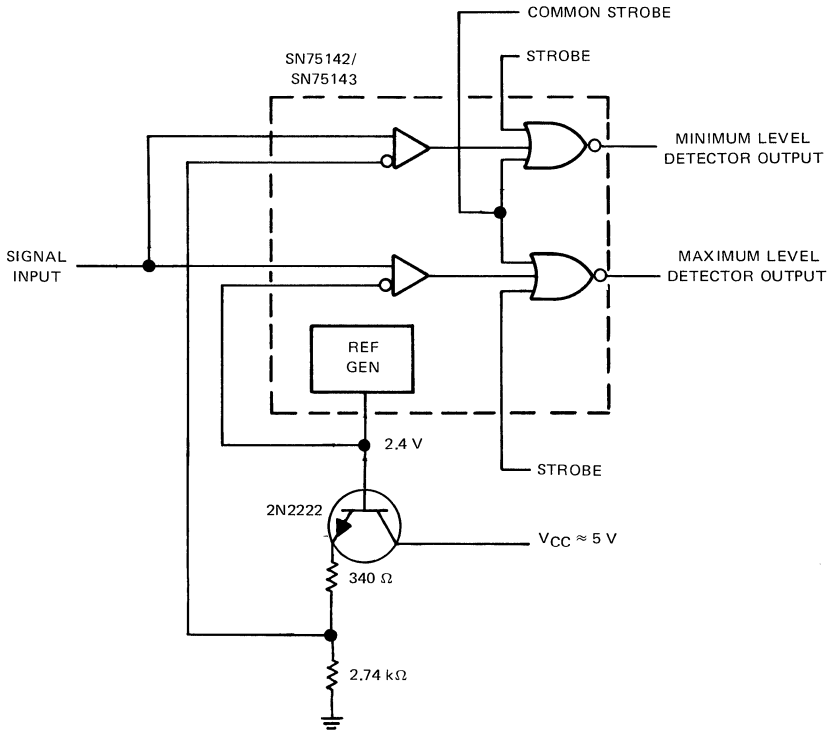 COMMON STROBE
SN75142/
SN75143
STROBE
MINIMUM LEVEL
DETECTOR OUTPUT
SIGNAL
INPUT
MAXIMUM LEVEL
DETECTOR OUTPUT
REF
GEN
2.4 V
STROBE
2N2222
VCC ≈ 5 V
340 Ω
2.74 kΩ